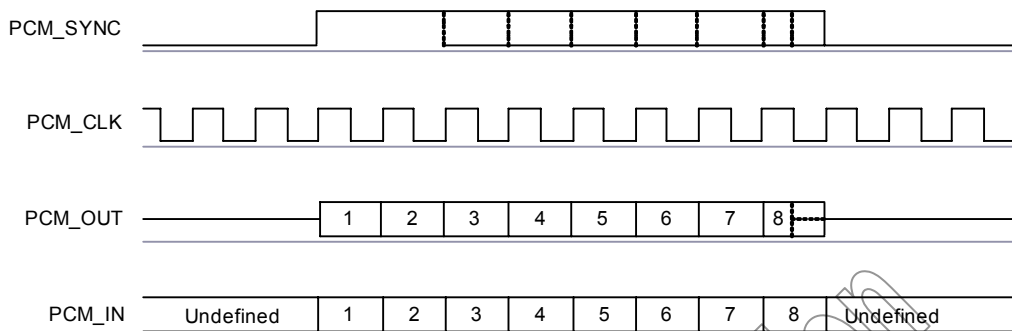 PCM_SYNC
PCM_CLK
PCM_OUT 1 2 3 4 5 6 7 8
PCM_IN Undefined 1 2 3 4 5 6 7 8 Undefined